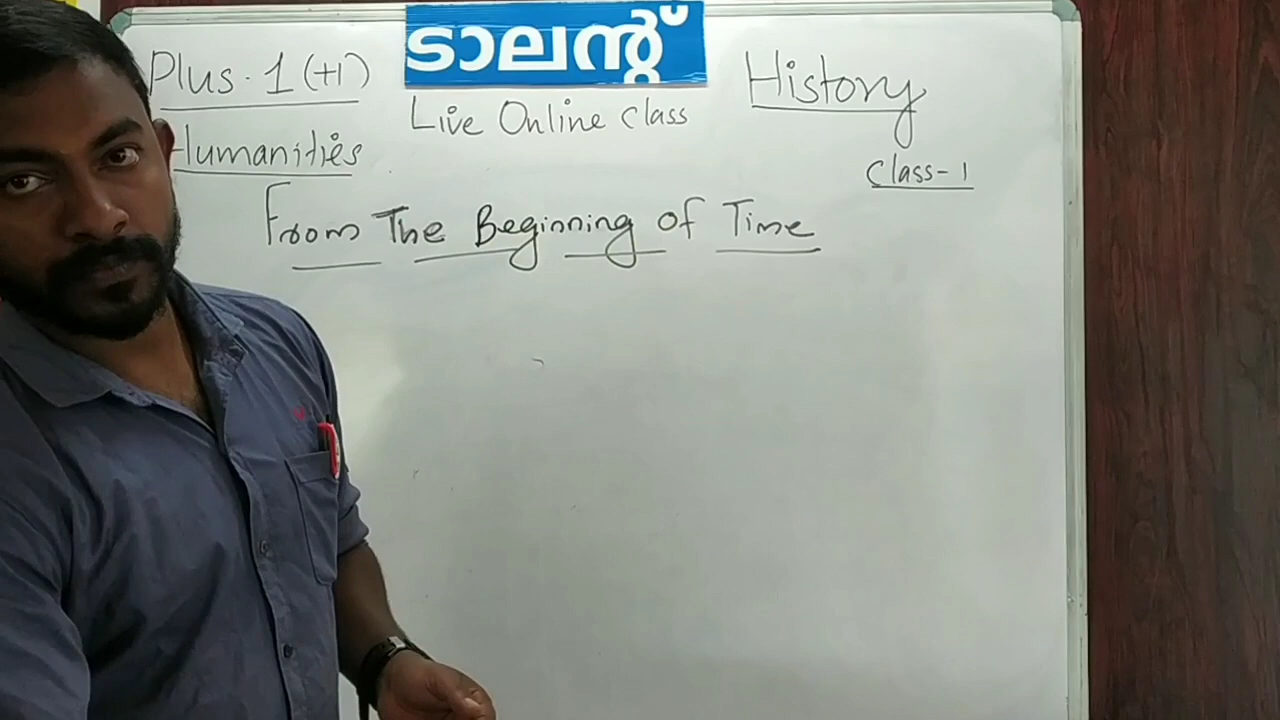 ടാലന്റ്
Plus · 1 (+1)
History
Live Online Class
Humanities
Class - 1
From The Beginning of Time